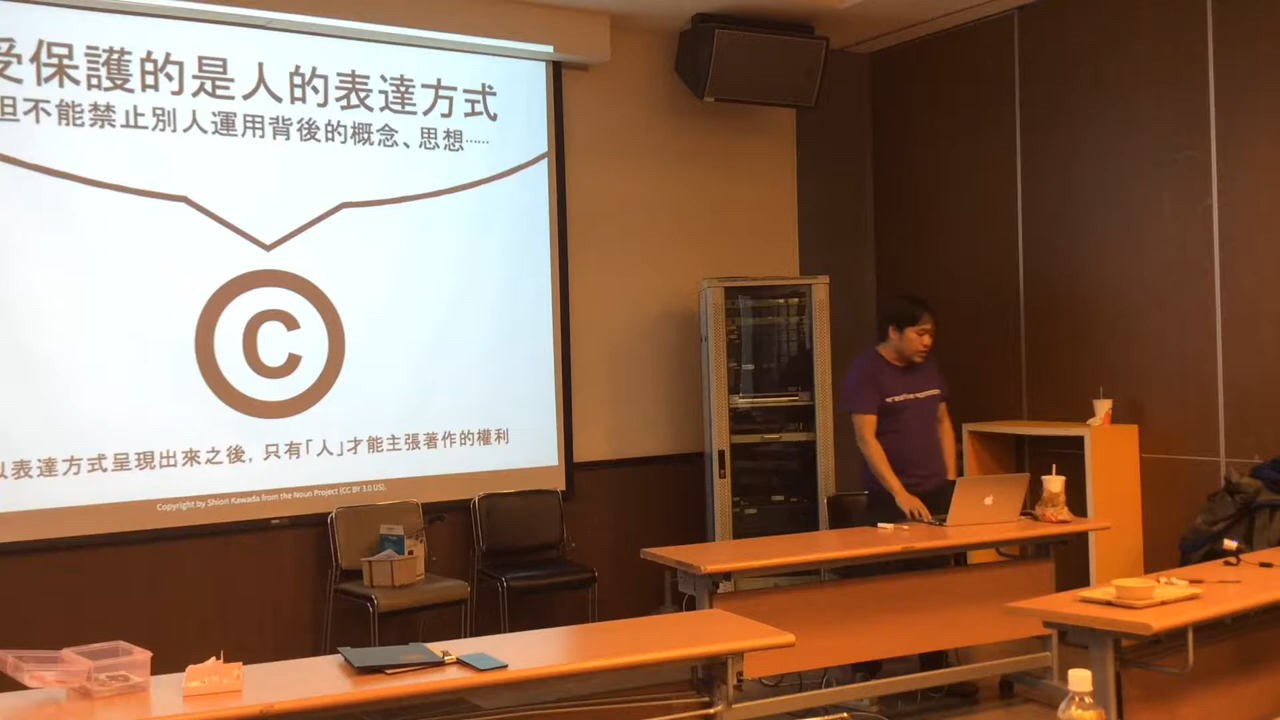 受保護的是人的表達方式
但不能禁止別人運用背後的概念、思想……
C
以表達方式呈現出來之後，只有「人」才能主張著作的權利
Copyright by Shiori Kawada from the Noun Project (CC BY 3.0 US).